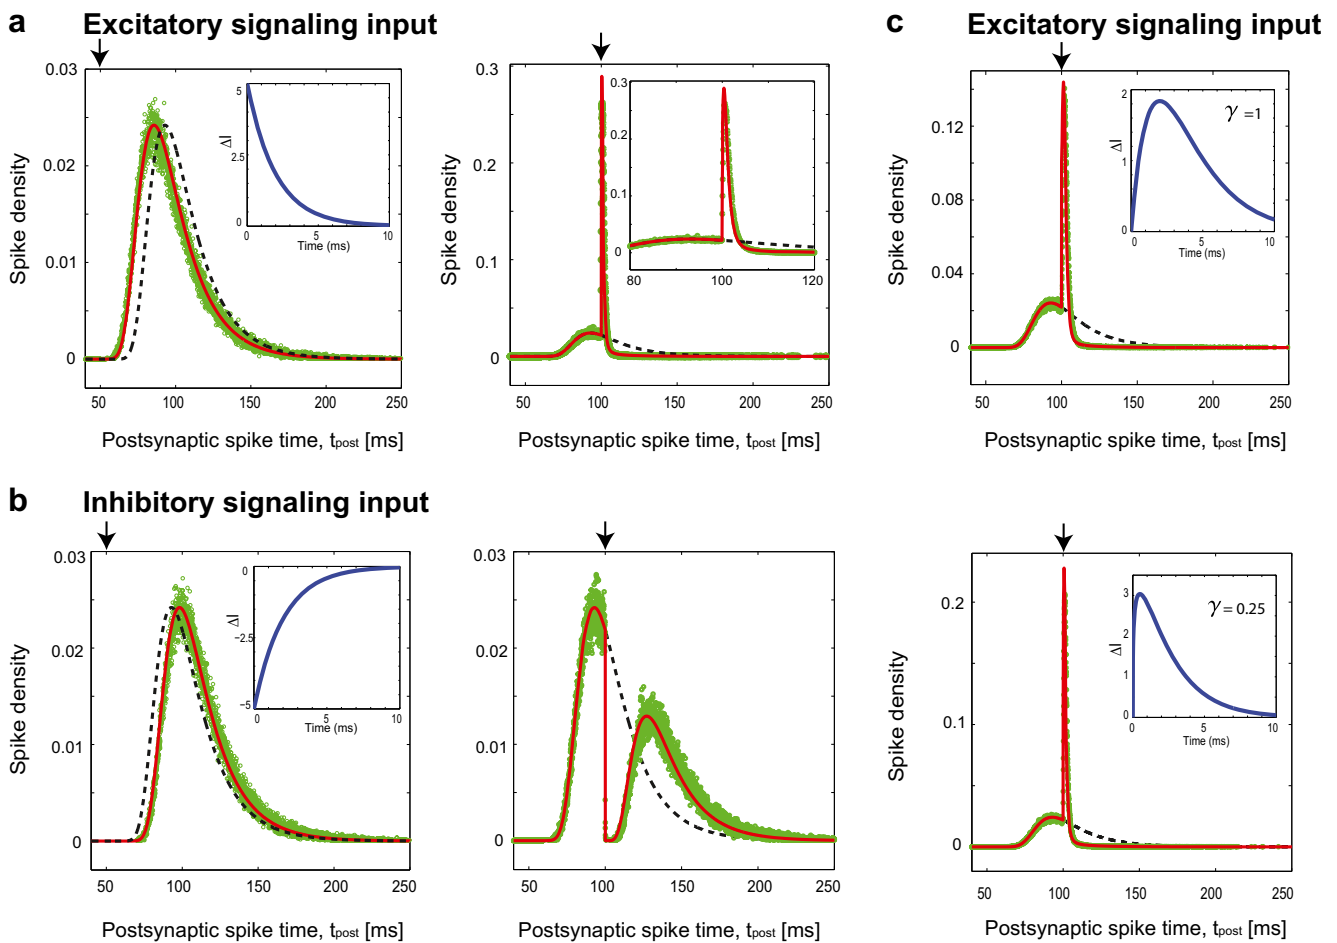 a Excitatory signaling input
0.03
0.02
0.01
0
Spike density
50 100 150 200 250
Postsynaptic spike time, tpost [ms]
5
2.5
0
ΔI
0 5 10
Time (ms)
0.3
0.2
0.1
0
Spike density
50 100 150 200 250
Postsynaptic spike time, tpost [ms]
0.3
0.2
0.1
0
80 100 120
c Excitatory signaling input
0.12
0.08
0.04
0
Spike density
50 100 150 200 250
Postsynaptic spike time, tpost [ms]
2
1
1
0
ΔI
γ =1
0 5 10
Time (ms)
b Inhibitory signaling input
0.03
0.02
0.01
0
Spike density
50 100 150 200 250
Postsynaptic spike time, tpost [ms]
0
−2.5
−5
ΔI
0 5 10
Time (ms)
0.03
0.02
0.01
0
50 100 150 200 250
Postsynaptic spike time, tpost [ms]
0.2
0.1
0
Spike density
50 100 150 200 250
Postsynaptic spike time, tpost [ms]
3
2
1
0
ΔI
γ = 0.25
0 5 10
Time (ms)